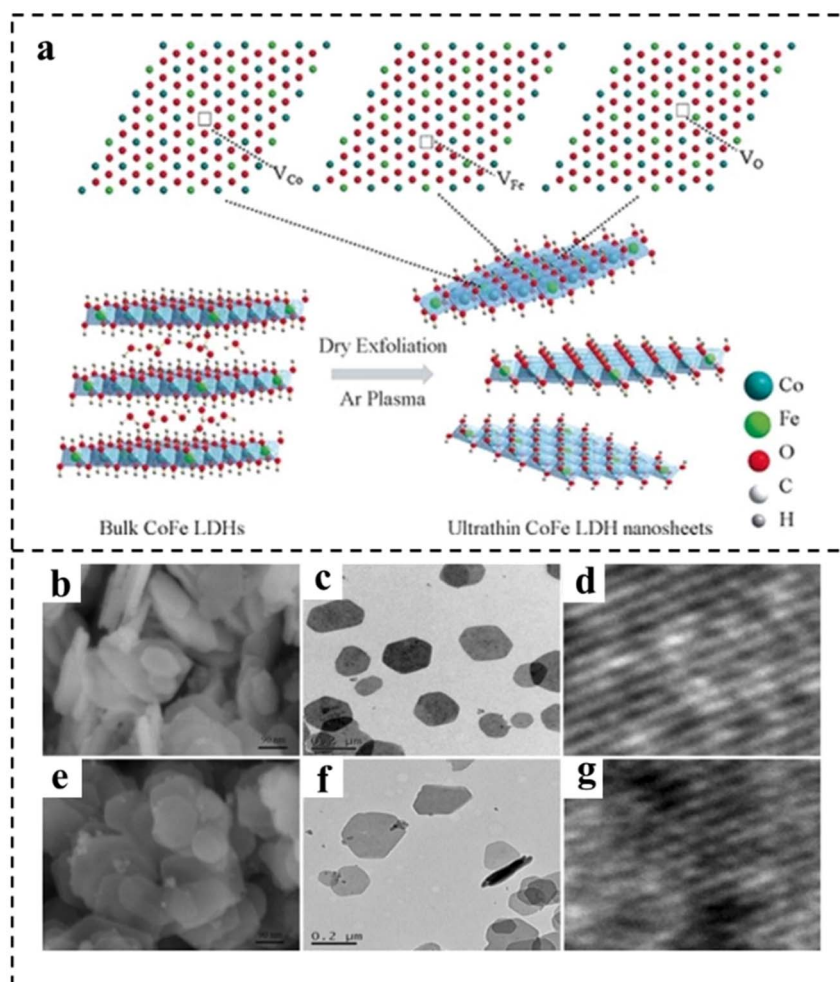 a
V_Co
V_Fe
V_O
Dry Exfoliation
Ar Plasma
Co
Fe
O
C
H
Bulk CoFe LDHs
Ultrathin CoFe LDH nanosheets
b
c
d
μm
e
f
g
0.2 μm